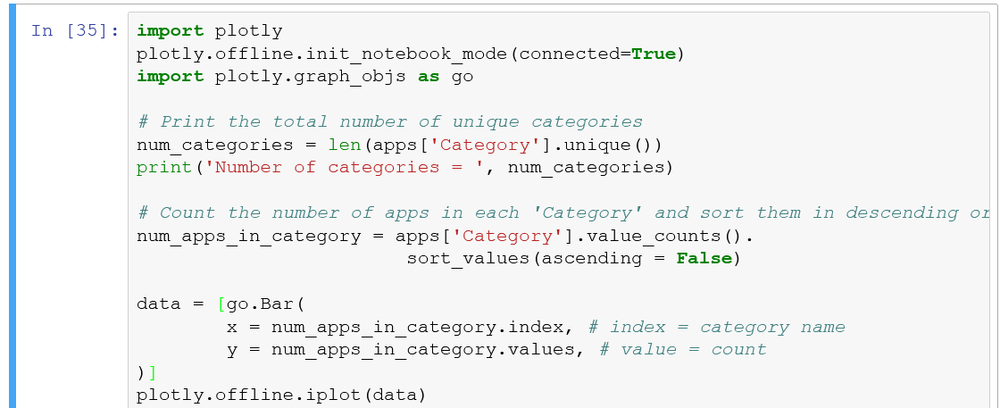 In [35]: import plotly
plotly.offline.init_notebook_mode(connected=True)
import plotly.graph_objs as go
# Print the total number of unique categories
num_categories = len(apps['Category'].unique())
print('Number of categories = ', num_categories)
# Count the number of apps in each 'Category' and sort them in descending or
num_apps_in_category = apps['Category'].value_counts().
sort_values(ascending = False)
data = [go.Bar(
x = num_apps_in_category.index, # index = category name
y = num_apps_in_category.values, # value = count
)]
plotly.offline.iplot(data)